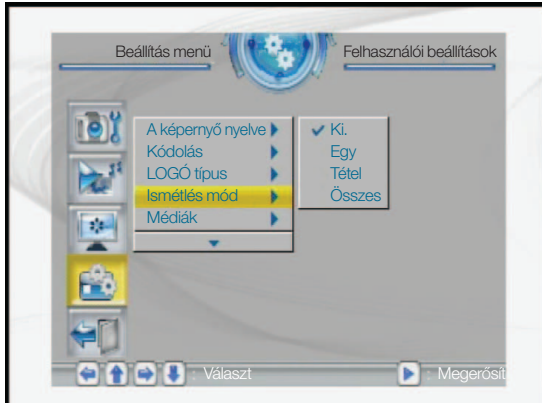 Beállítás menü
Felhasználói beállítások
A képernyő nyelve
Kódolás
LOGÓ típus
Ismétlés mód
Médiák
Ki.
Egy
Tétel
Összes
: Választ
: Megerősít